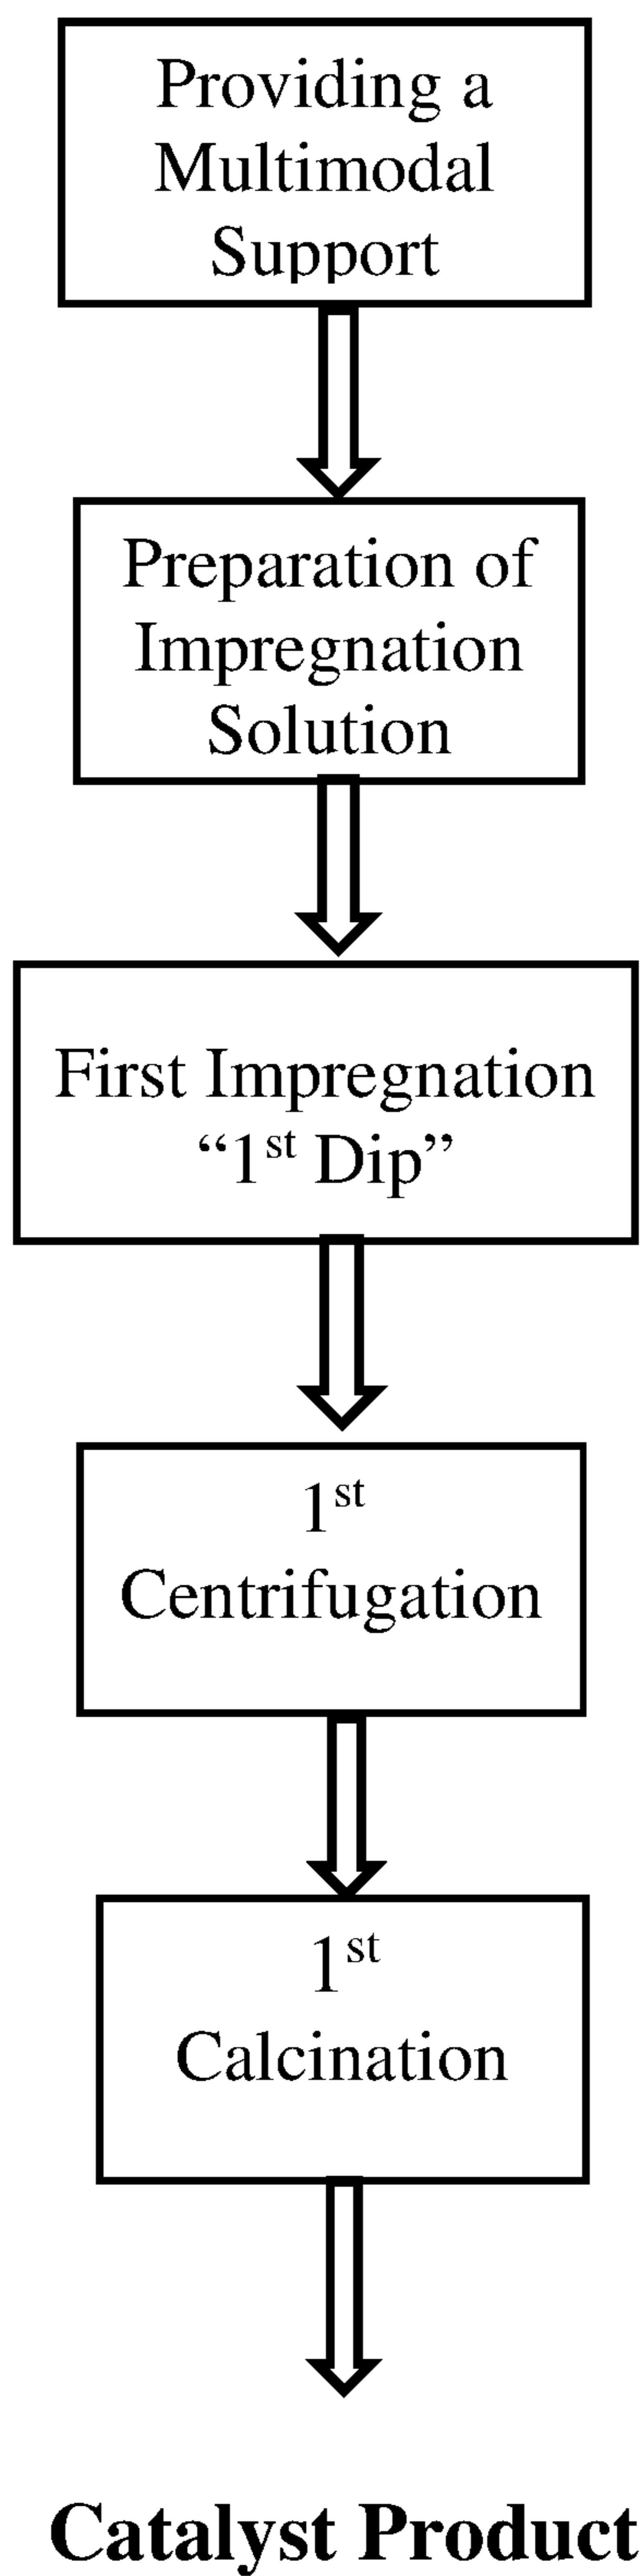 Providing a
Multimodal
Support
Preparation of
Impregnation
Solution
First Impregnation
“1st Dip”
1st
Centrifugation
1st
Calcination
Catalyst Product